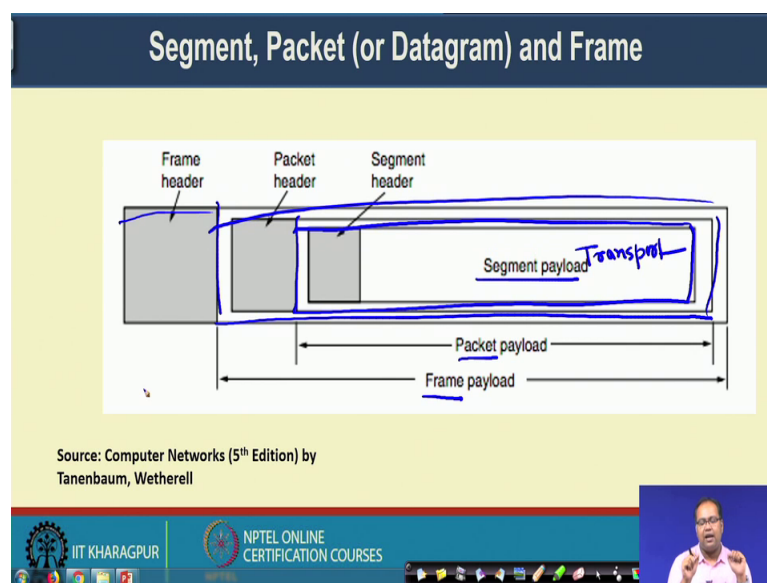 Segment, Packet (or Datagram) and Frame
Frame
header
Packet
header
Segment
header
Segment payload
Transport
Packet payload
Frame payload
Source: Computer Networks (5th Edition) by
Tanenbaum, Wetherell
IIT KHARAGPUR
NPTEL ONLINE
CERTIFICATION COURSES
NPTEL